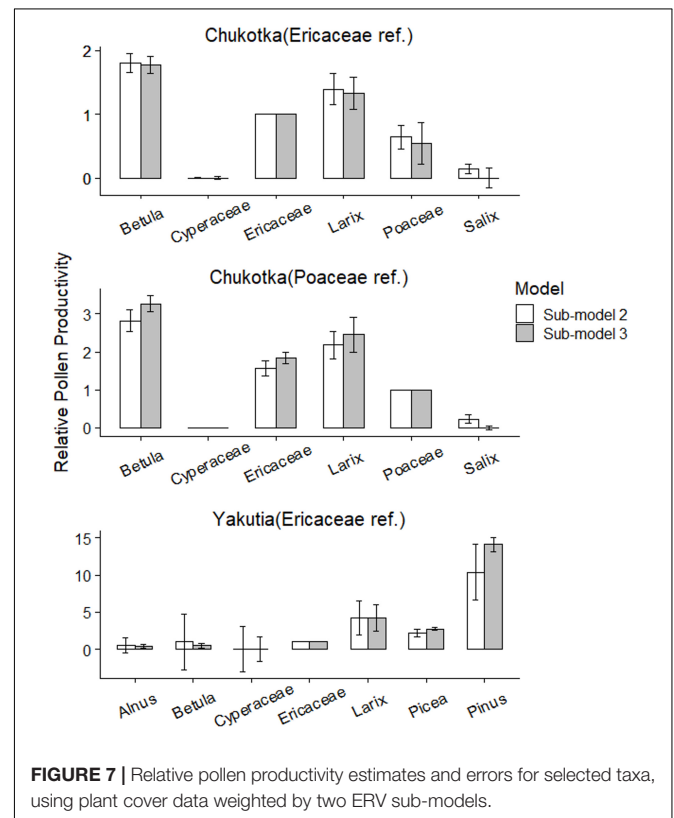 Chukotka(Ericaceae ref.)
2
1
0
Betula
Cyperaceae
Ericaceae
Larix
Poaceae
Salix
Relative Pollen Productivity
Chukotka(Poaceae ref.)
3
2
1
0
Betula
Cyperaceae
Ericaceae
Larix
Poaceae
Salix
Model
Sub-model 2
Sub-model 3
Yakutia(Ericaceae ref.)
15
10
5
0
Alnus
Betula
Cyperaceae
Ericaceae
Larix
Picea
Pinus
FIGURE 7 | Relative pollen productivity estimates and errors for selected taxa,
using plant cover data weighted by two ERV sub-models.